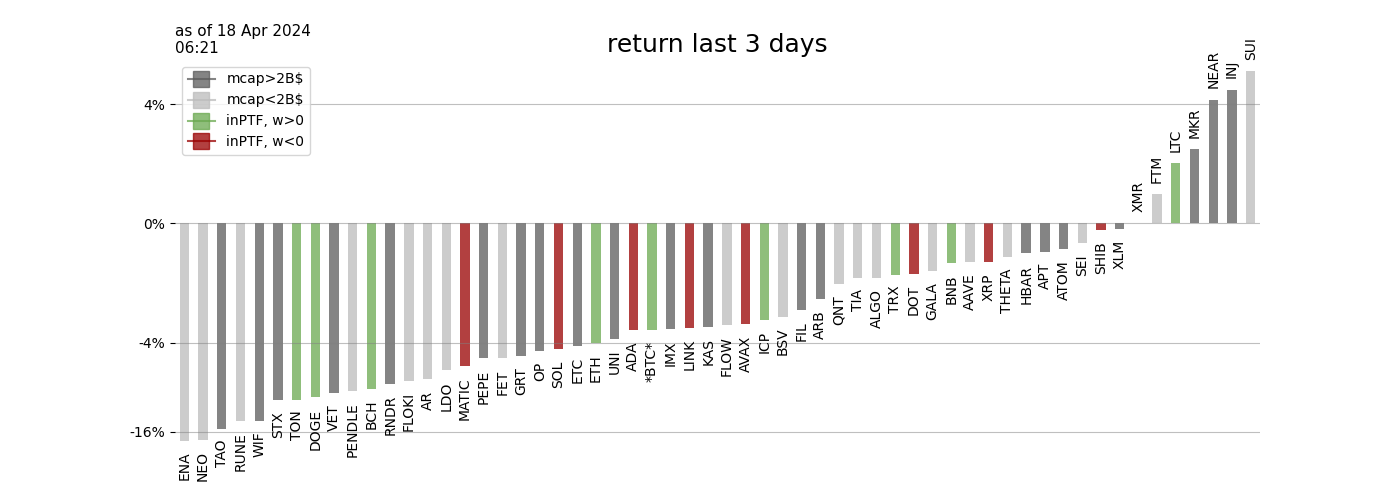 as of 18 Apr 2024
06:21
return last 3 days
mcap>2B$
mcap<2B$
inPTF, w>0
inPTF, w<0
4%
0%
-4%
-16%
ENA
NEO
TAO
RUNE
WIF
STX
TON
DOGE
VET
PENDLE
BCH
RNDR
FLOKI
AR
LDO
MATIC
PEPE
FET
GRT
OP
SOL
ETC
ETH
UNI
ADA
*BTC*
IMX
LINK
KAS
FLOW
AVAX
ICP
BSV
FIL
ARB
QNT
TIA
ALGO
TRX
DOT
GALA
BNB
AAVE
XRP
THETA
HBAR
APT
ATOM
SEI
SHIB
XLM
XMR
FTM
LTC
MKR
NEAR
INJ
SUI